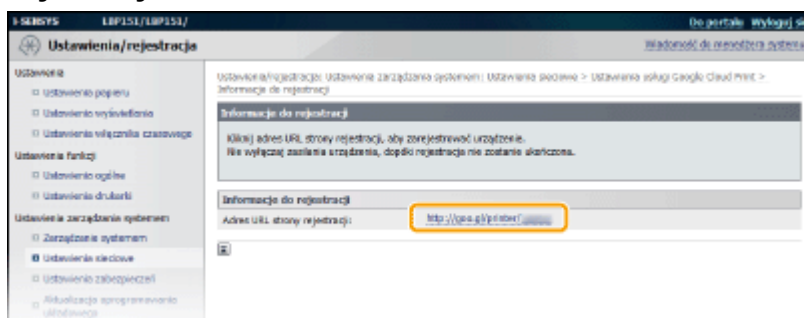 i-SENSYS LBP151/LBP151/ Do portalu Wyloguj si
Ustawienia/rejestracja Wiadomość do menedżera systemu
Ustawienia
Ustawienia papieru
Ustawienia wyświetlania
Ustawienia włącznika czasowego
Ustawienia funkcji
Ustawienia ogólne
Ustawienia drukarki
Ustawienia zarządzania systemem
Zarządzanie systemem
Ustawienia sieciowe
Ustawienia zabezpieczeń
Aktualizacja oprogramowania
układowego
Ustawienia/rejestracja: Ustawienia zarządzania systemem: Ustawienia sieciowe > Ustawienia usługi Google Cloud Print >
Informacje do rejestracji
Informacje do rejestracji
Kliknij adres URL strony rejestracji, aby zarejestrować urządzenie.
Nie wyłączaj zasilania urządzenia, dopóki rejestracja nie zostanie ukończona.
Informacje do rejestracji
Adres URL strony rejestracji: http://goo.gl/printer/